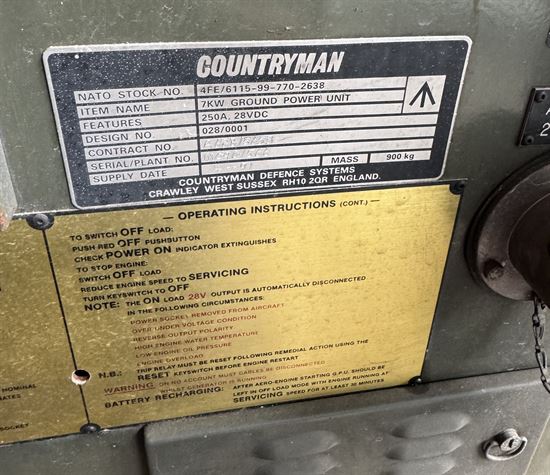 COUNTRYMAN
NATO STOCK NO. 4FE/6115-99-770-2638
ITEM NAME 7KW GROUND POWER UNIT
FEATURES 250A, 28VDC
DESIGN NO. 028/0001
CONTRACT NO.
SERIAL/PLANT NO.
SUPPLY DATE MASS 900 kg
COUNTRYMAN DEFENCE SYSTEMS
CRAWLEY WEST SUSSEX RH10 2QR ENGLAND.
— OPERATING INSTRUCTIONS (CONT.) —
TO SWITCH OFF LOAD:
PUSH RED OFF PUSHBUTTON
CHECK POWER ON INDICATOR EXTINGUISHES
TO STOP ENGINE:
SWITCH OFF LOAD
REDUCE ENGINE SPEED TO SERVICING
TURN KEYSWITCH TO OFF
NOTE: THE ON LOAD 28V OUTPUT IS AUTOMATICALLY DISCONNECTED
IN THE FOLLOWING CIRCUMSTANCES:
POWER SOCKET REMOVED FROM AIRCRAFT
OVER UNDER VOLTAGE CONDITION
REVERSE OUTPUT POLARITY
HIGH ENGINE WATER TEMPERATURE
LOW ENGINE OIL PRESSURE
ENGINE OVERLOAD
N.B.: TRIP RELAY MUST BE RESET FOLLOWING REMEDIAL ACTION USING THE
RESET KEYSWITCH BEFORE ENGINE RESTART
WARNING ON NO ACCOUNT MUST CABLES BE DISCONNECTED
WHILST GENERATOR IS RUNNING
BATTERY RECHARGING: AFTER AERO-ENGINE STARTING G.P.U. SHOULD BE
LEFT IN OFF LOAD MODE WITH ENGINE RUNNING AT
SERVICING SPEED FOR AT LEAST 30 MINUTES
NOMINAL
SOCKET
A
2